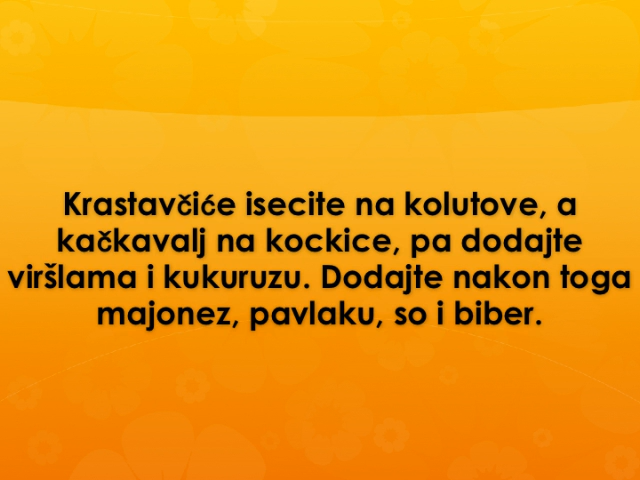 Krastavčiće isecite na kolutove, a
kačkavalj na kockice, pa dodajte
viršlama i kukuruzu. Dodajte nakon toga
majonez, pavlaku, so i biber.